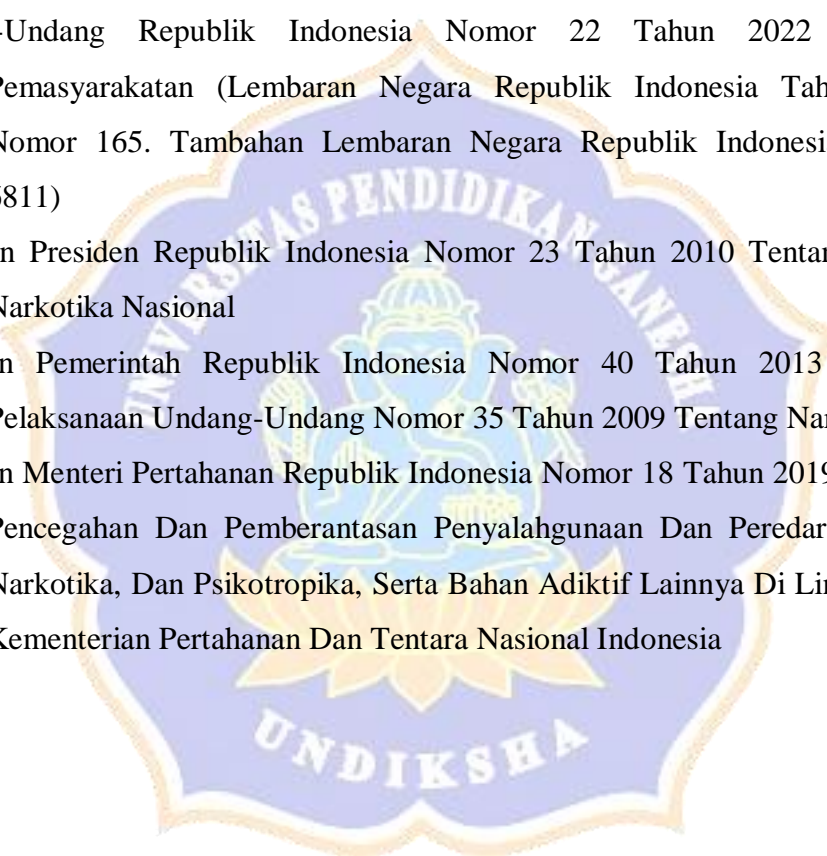 -Undang Republik Indonesia Nomor 22 Tahun 2022
Pemasyarakatan (Lembaran Negara Republik Indonesia Tah
Nomor 165. Tambahan Lembaran Negara Republik Indonesi
6811)
n Presiden Republik Indonesia Nomor 23 Tahun 2010 Tentan
Narkotika Nasional
n Pemerintah Republik Indonesia Nomor 40 Tahun 2013
Pelaksanaan Undang-Undang Nomor 35 Tahun 2009 Tentang Nar
n Menteri Pertahanan Republik Indonesia Nomor 18 Tahun 2019
Pencegahan Dan Pemberantasan Penyalahgunaan Dan Peredar
Narkotika, Dan Psikotropika, Serta Bahan Adiktif Lainnya Di Lin
Kementerian Pertahanan Dan Tentara Nasional Indonesia
UNIVERSITAS PENDIDIKAN GANESHA
UNDIKSHA